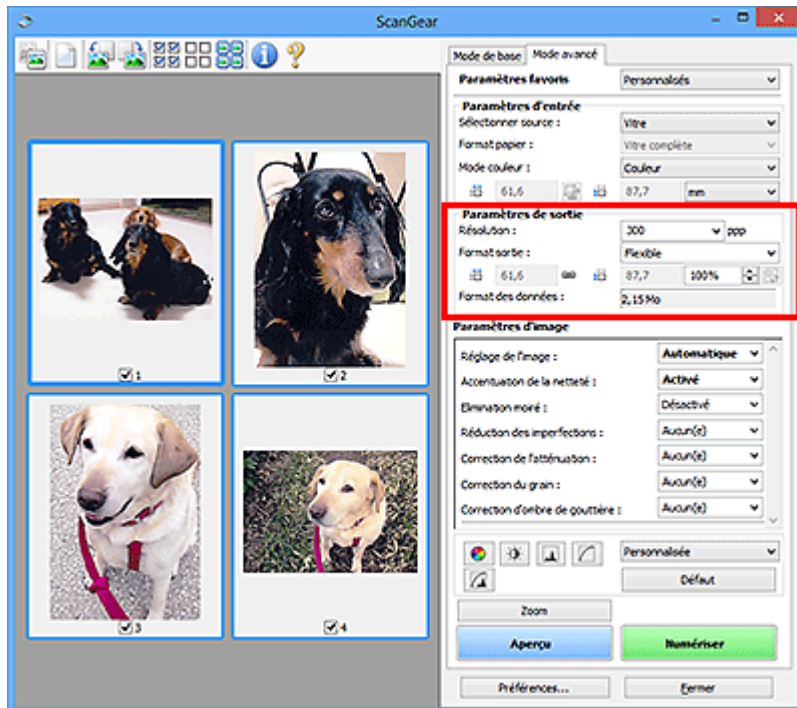 ScanGear
Mode de base Mode avancé
Paramètres favoris Personnalisés
Paramètres d'entrée
Sélectionner source : Vitre
Format papier : Vitre complète
Mode couleur : Couleur
61,6 87,7 mm
Paramètres de sortie
Résolution : 300 ppp
Format sortie : Flexible
61,6 87,7 100%
Format des données : 2,15 Mo
Paramètres d'image
Réglage de l'image : Automatique
Accentuation de la netteté : Activé
Elimination moiré : Désactivé
Réduction des imperfections : Aucun(e)
Correction de l'atténuation : Aucun(e)
Correction du grain : Aucun(e)
Correction d'ombre de gouttière : Aucun(e)
Personnalisée
Défaut
Zoom
Aperçu Numériser
Préférences... Fermer
1
2
3
4